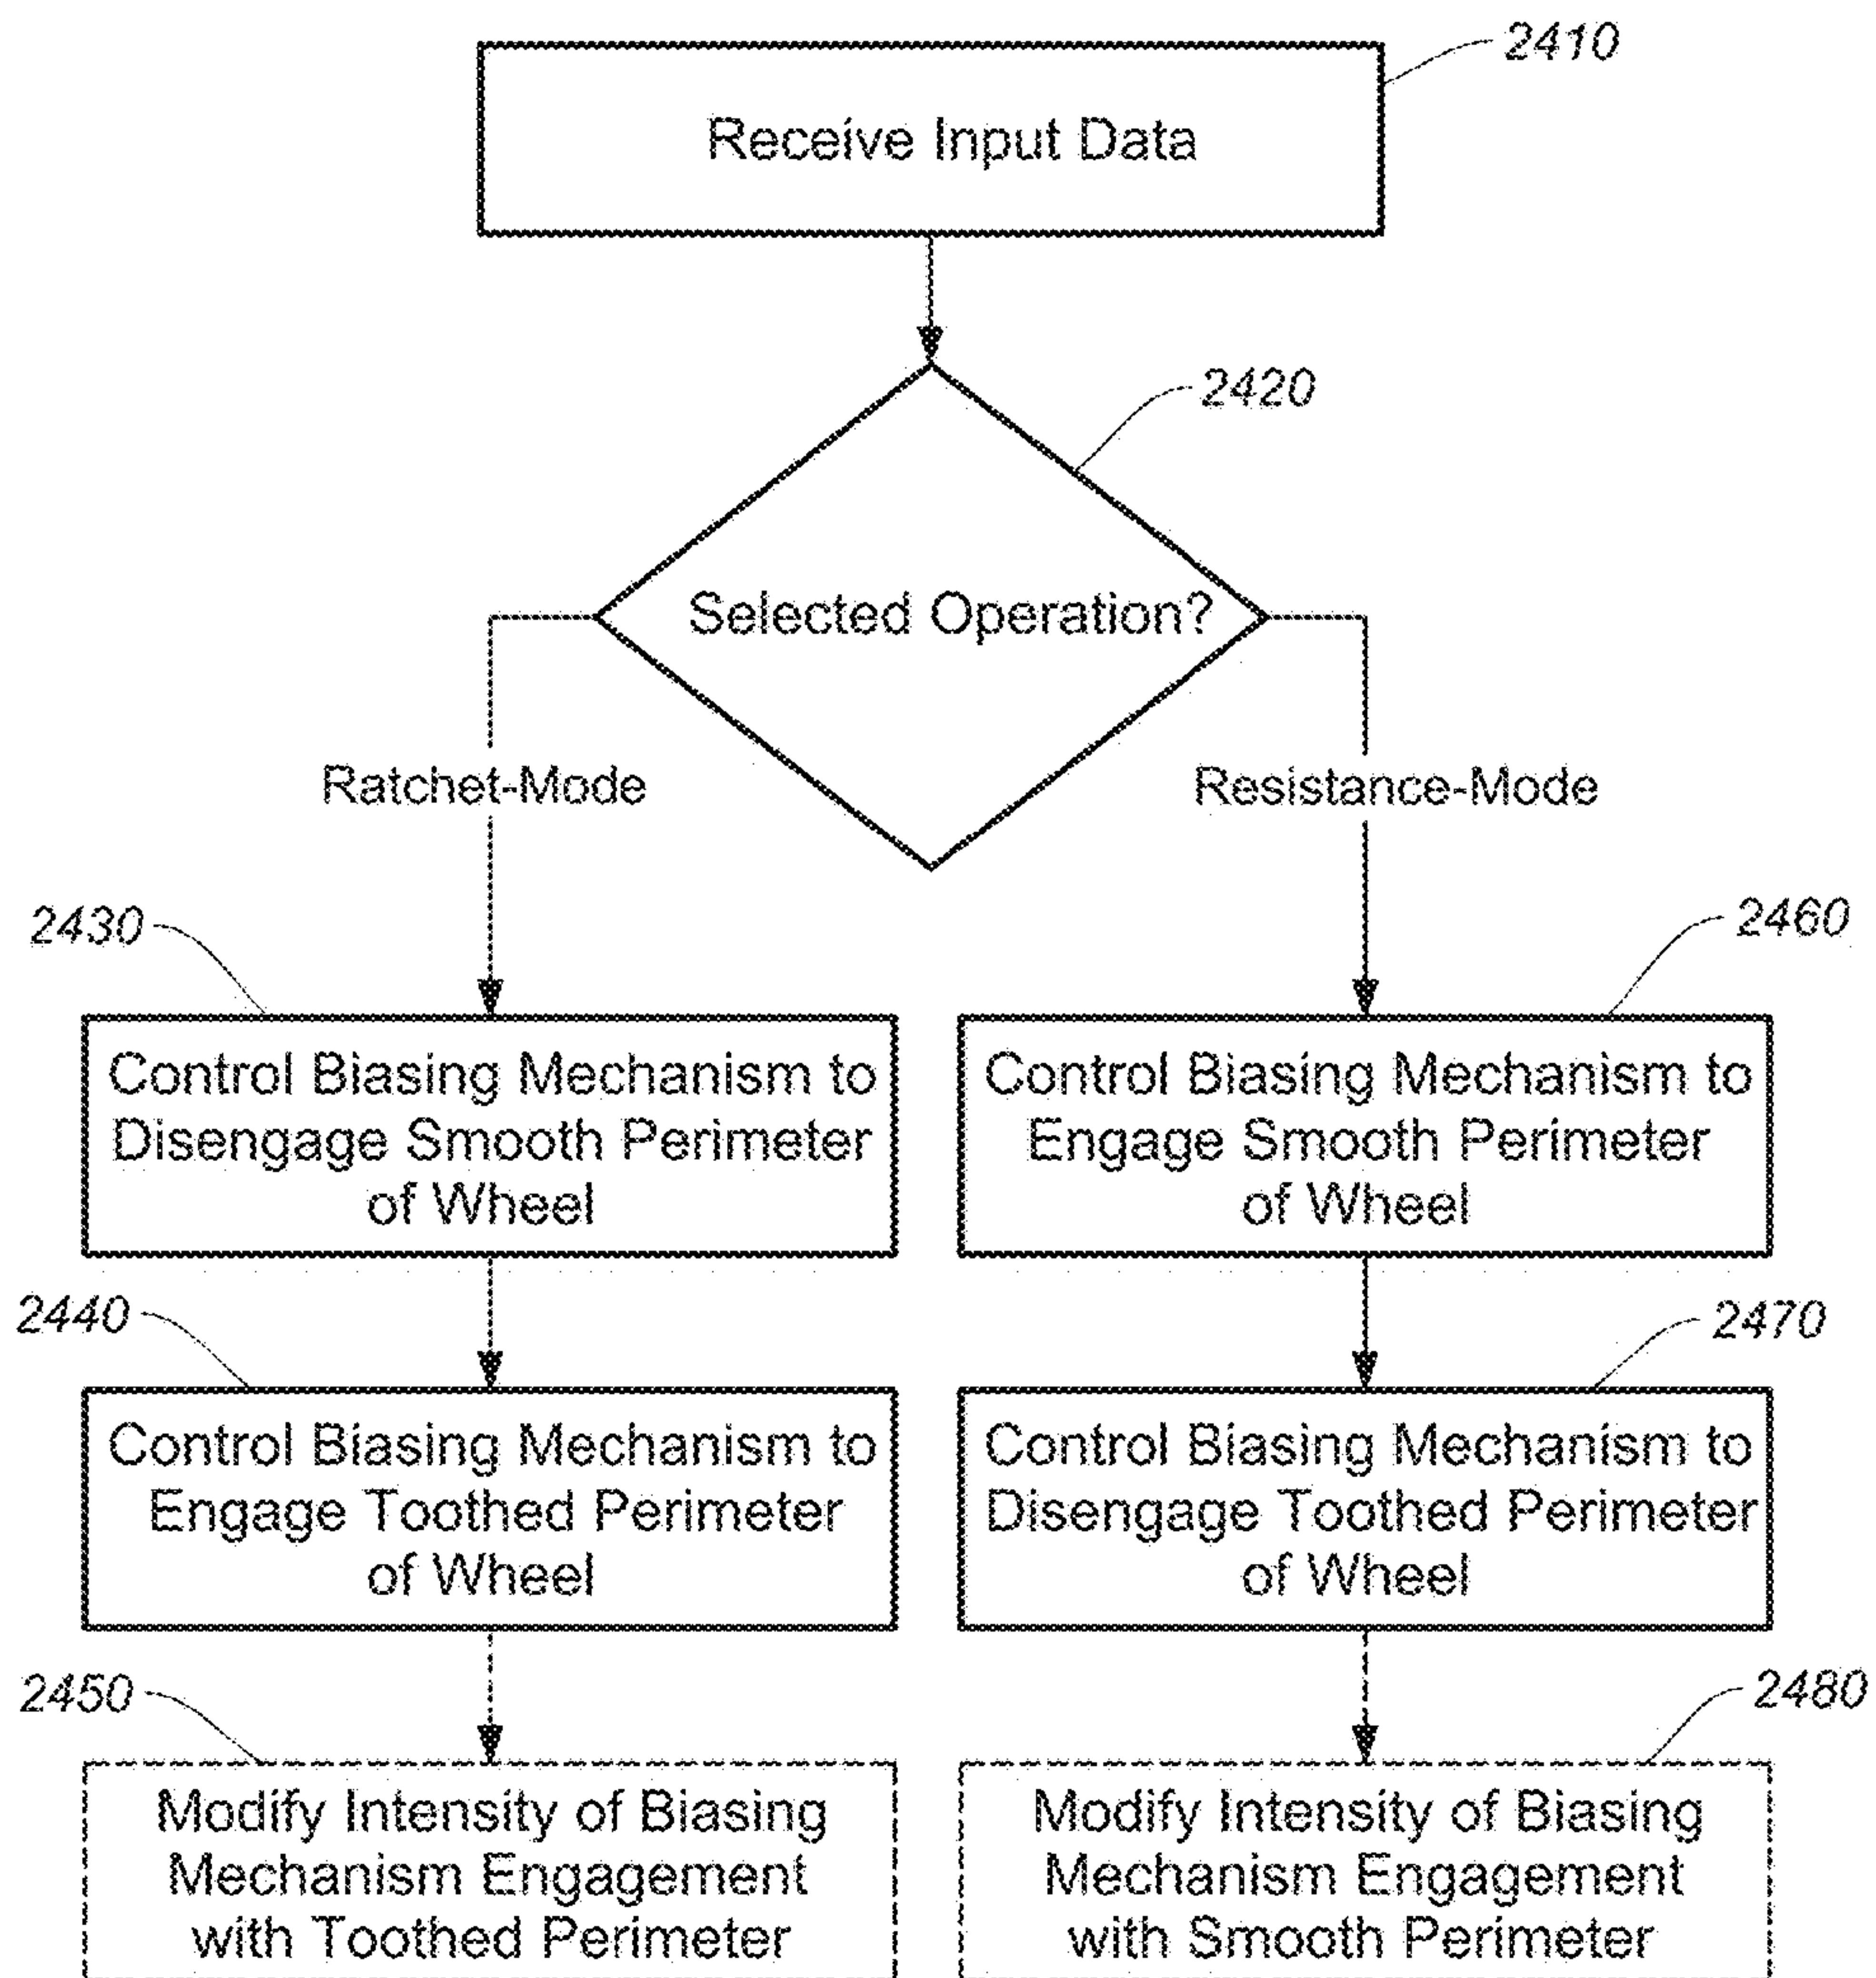 2410
Receive Input Data
2420
Selected Operation?
Ratchet-Mode
Resistance-Mode
2430
Control Biasing Mechanism to
Disengage Smooth Perimeter
of Wheel
2460
Control Biasing Mechanism to
Engage Smooth Perimeter
of Wheel
2440
Control Biasing Mechanism to
Engage Toothed Perimeter
of Wheel
2470
Control Biasing Mechanism to
Disengage Toothed Perimeter
of Wheel
2450
Modify Intensity of Biasing
Mechanism Engagement
with Toothed Perimeter
2480
Modify Intensity of Biasing
Mechanism Engagement
with Smooth Perimeter